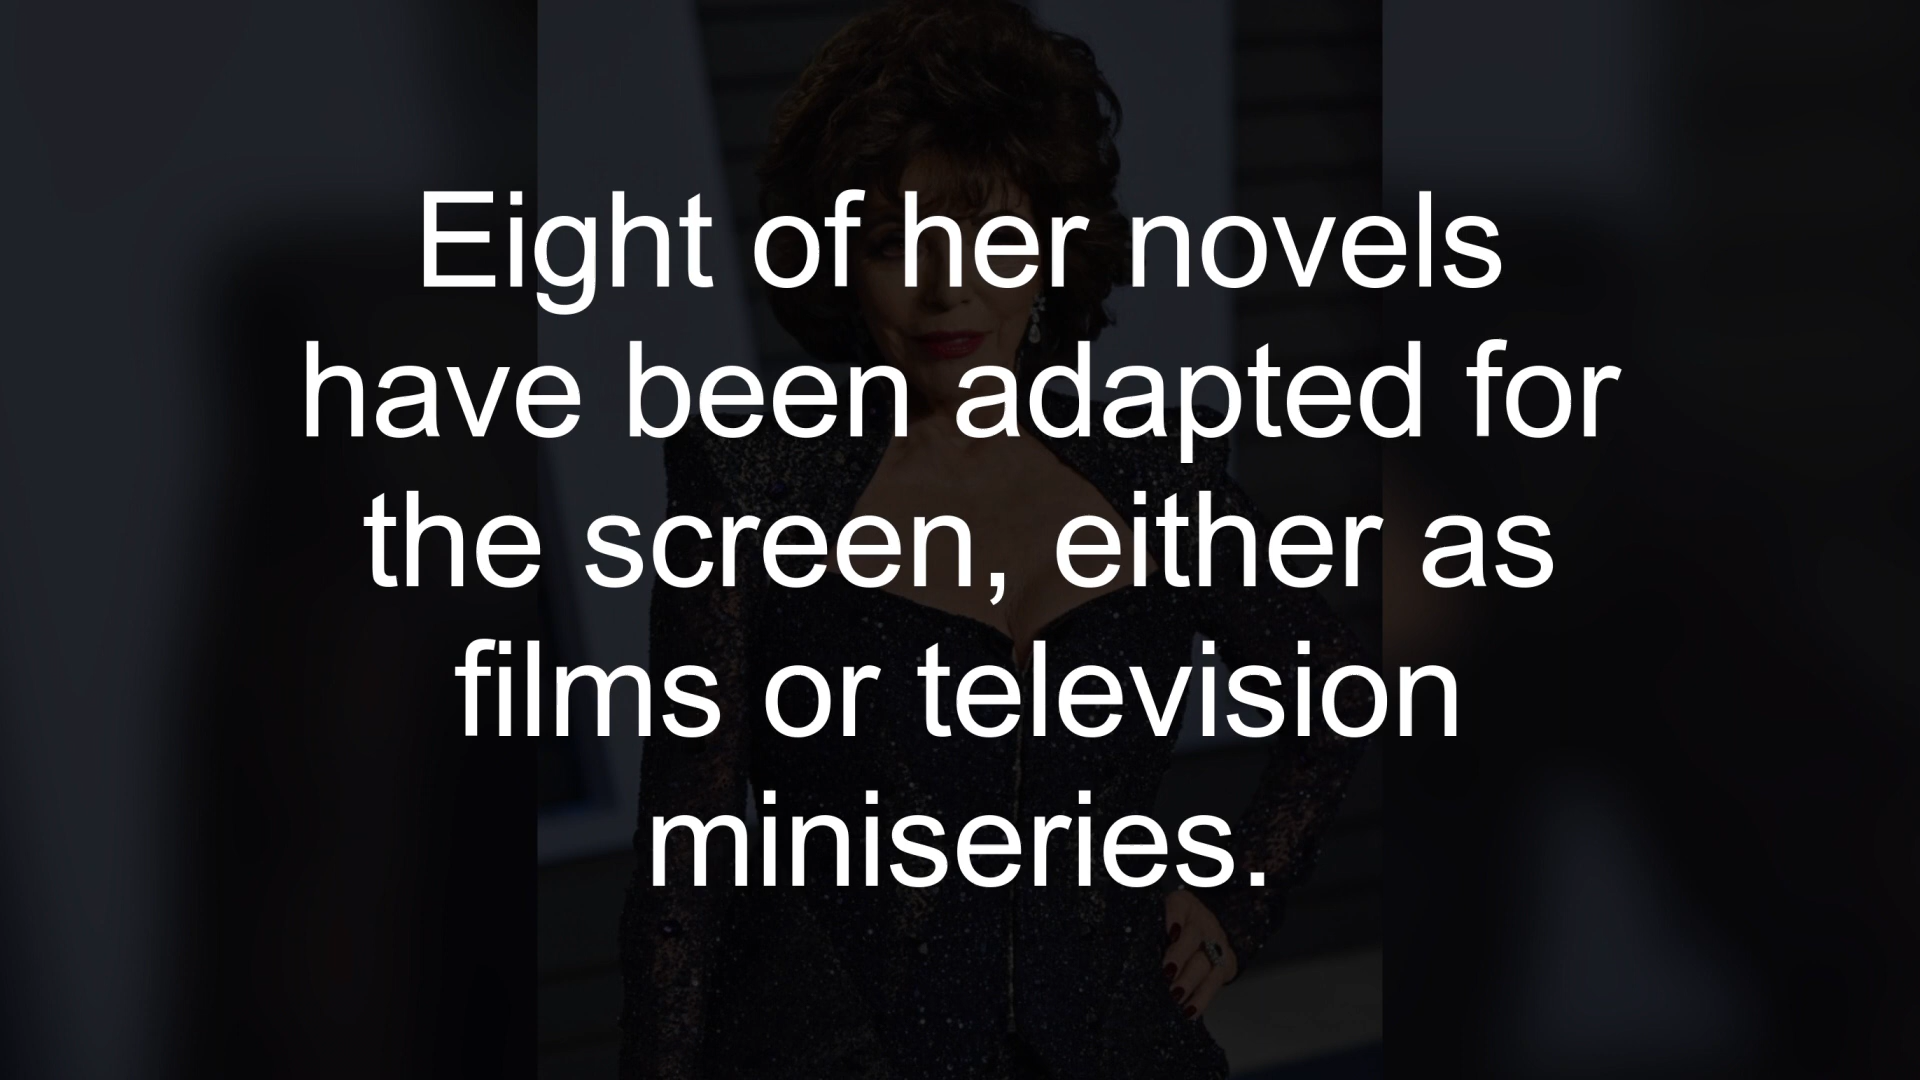 Eight of her novels
have been adapted for
the screen, either as
films or television
miniseries.